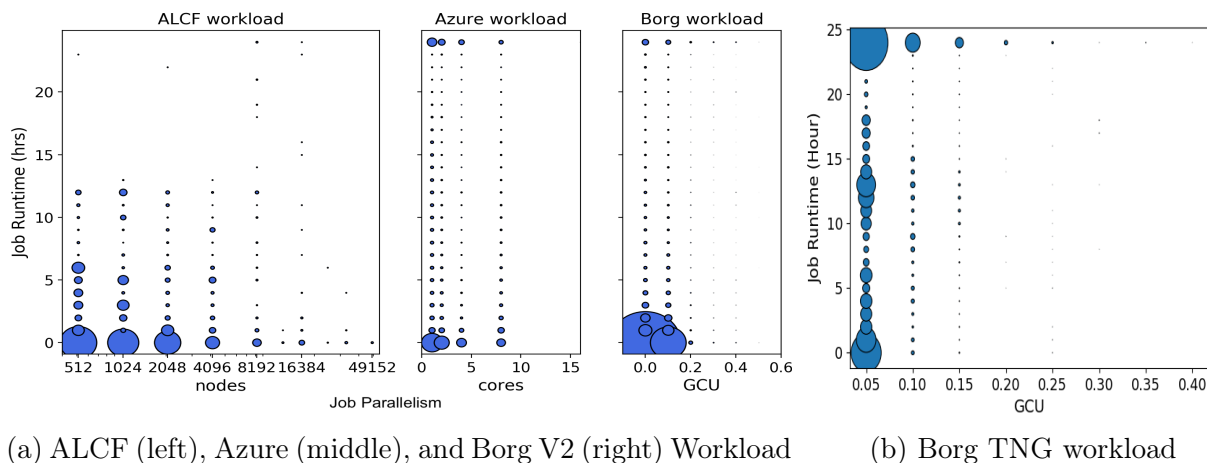 ALCF workload
Azure workload
Borg workload
Job Runtime (hrs)
20
15
10
5
0
512 1024 2048 4096 8192 16384 49152
nodes
0 5 10 15
cores
0.0 0.2 0.4 0.6
GCU
Job Parallelism
Job Runtime (Hour)
25
20
15
10
5
0
0.05 0.10 0.15 0.20 0.25 0.30 0.35 0.40
GCU
(a) ALCF (left), Azure (middle), and Borg V2 (right) Workload
(b) Borg TNG workload